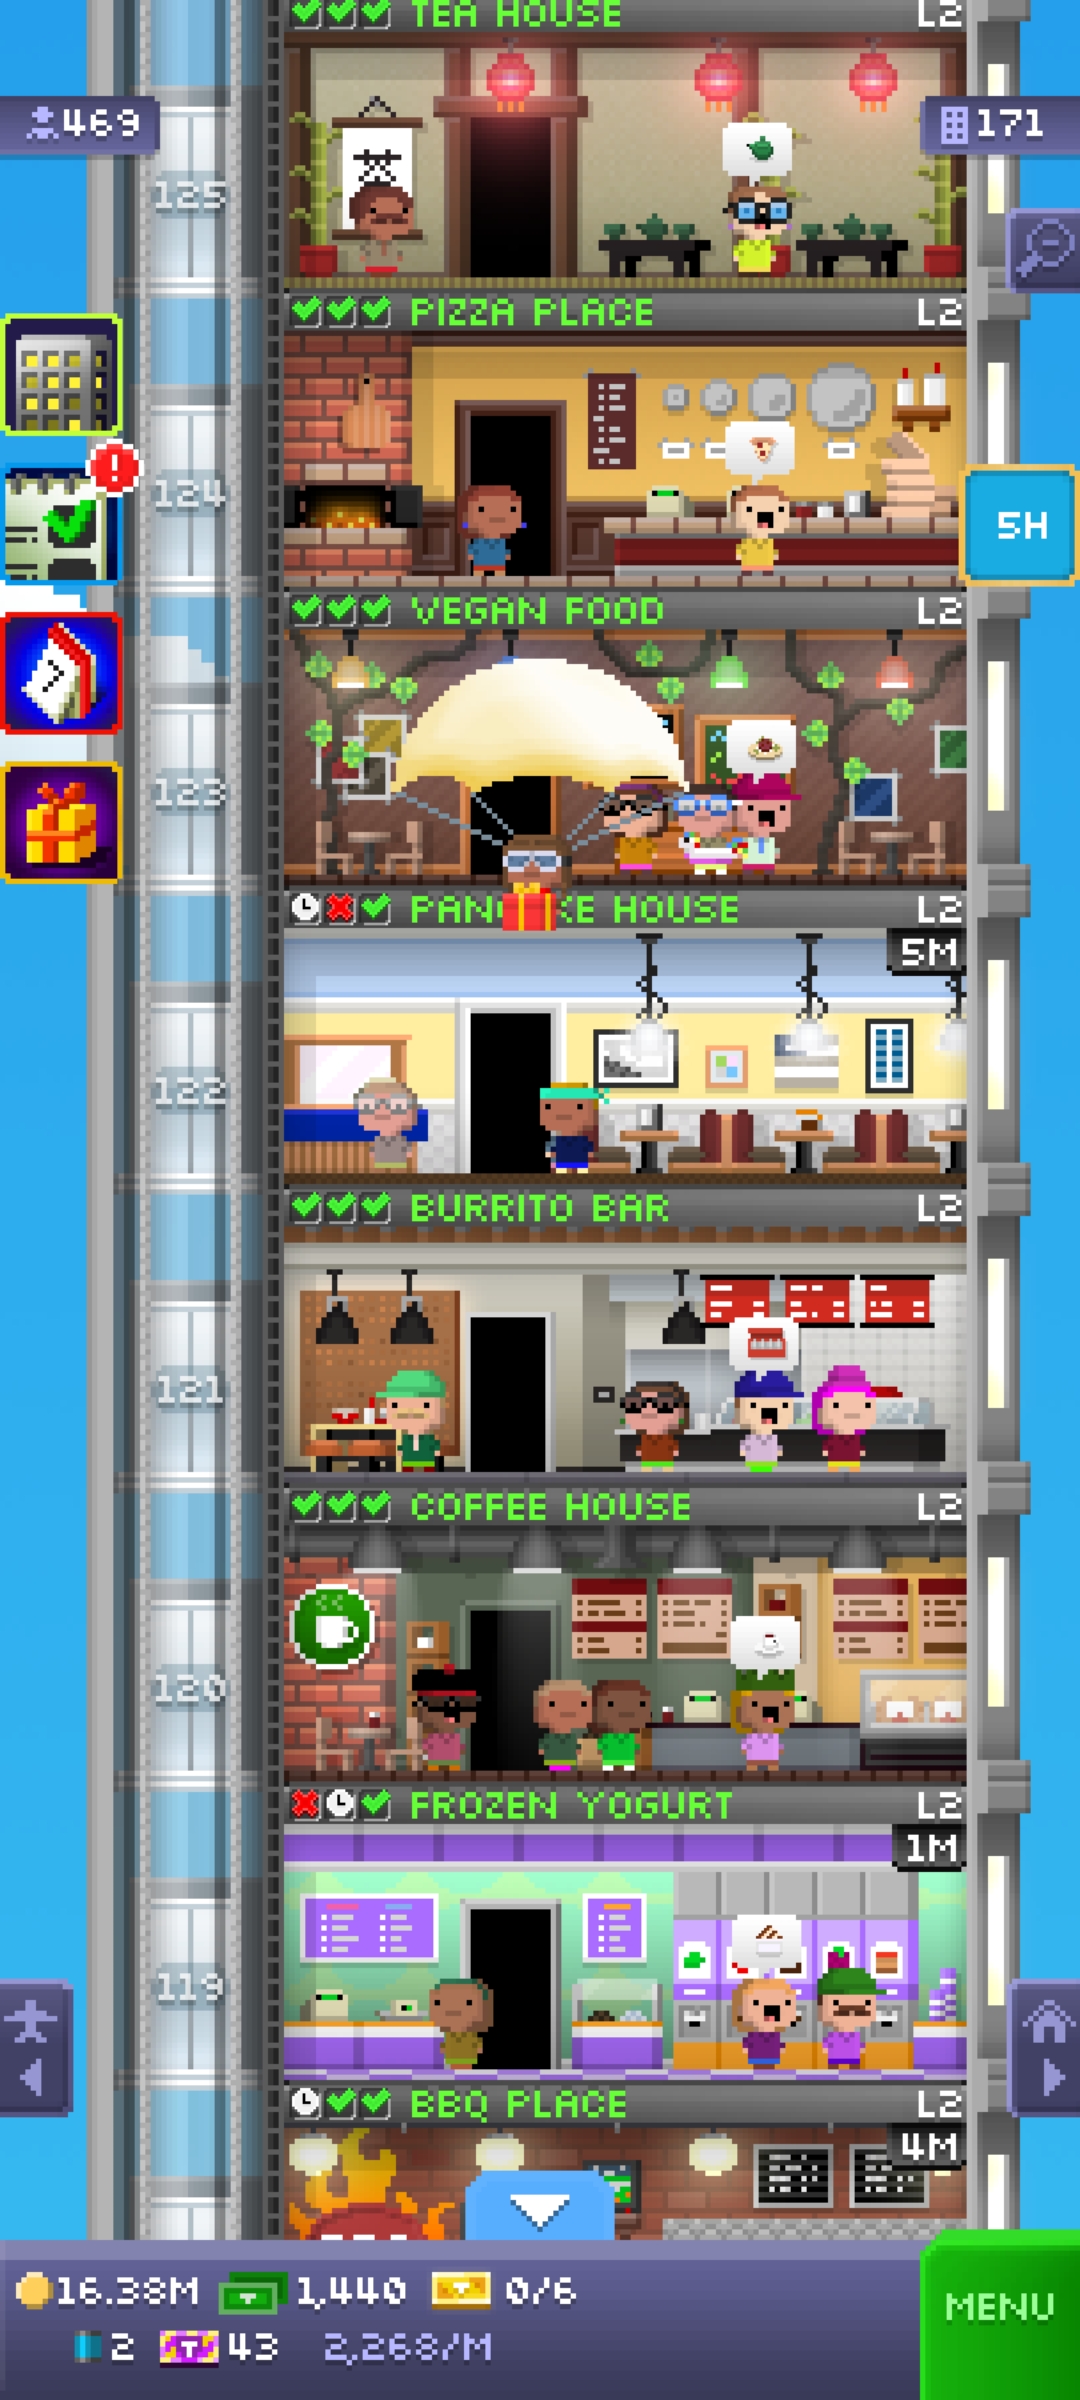 TEA HOUSE L2
469
171
125
PIZZA PLACE L2
124
5H
VEGAN FOOD L2
123
HOUSE L2
5M
122
BURRITO BAR L2
121
COFFEE HOUSE L2
120
FROZEN YOGURT L2
1M
119
BBQ PLACE L2
4M
16.38M 1,440 0/6
2 43 2,268/M
MENU